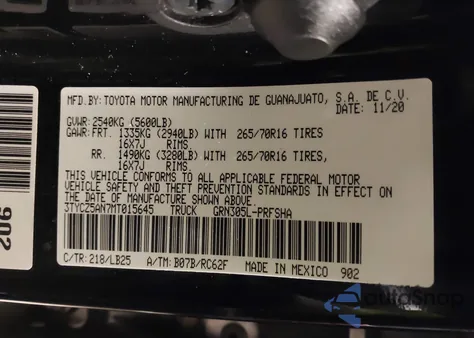 MFD.BY:TOYOTA MOTOR MANUFACTURING DE GUANAJUATO, S.A. DE C.V.
DATE: 11/20
GVWR: 2540KG (5600LB)
GAWR: FRT. 1335KG (2940LB) WITH 265/70R16 TIRES
16X7J RIMS,
RR. 1490KG (3280LB) WITH 265/70R16 TIRES
16X7J RIMS.
THIS VEHICLE CONFORMS TO ALL APPLICABLE FEDERAL MOTOR
VEHICLE SAFETY AND THEFT PREVENTION STANDARDS IN EFFECT
ON THE DATE OF MANUFACTURE SHOWN ABOVE.
3TYCZ5AN7MT015645 TRUCK GRN305L-PRFSHA
C/TR:218/LB25 A/TM: B07B/RC62F MADE IN MEXICO 902
206
AutoSnap